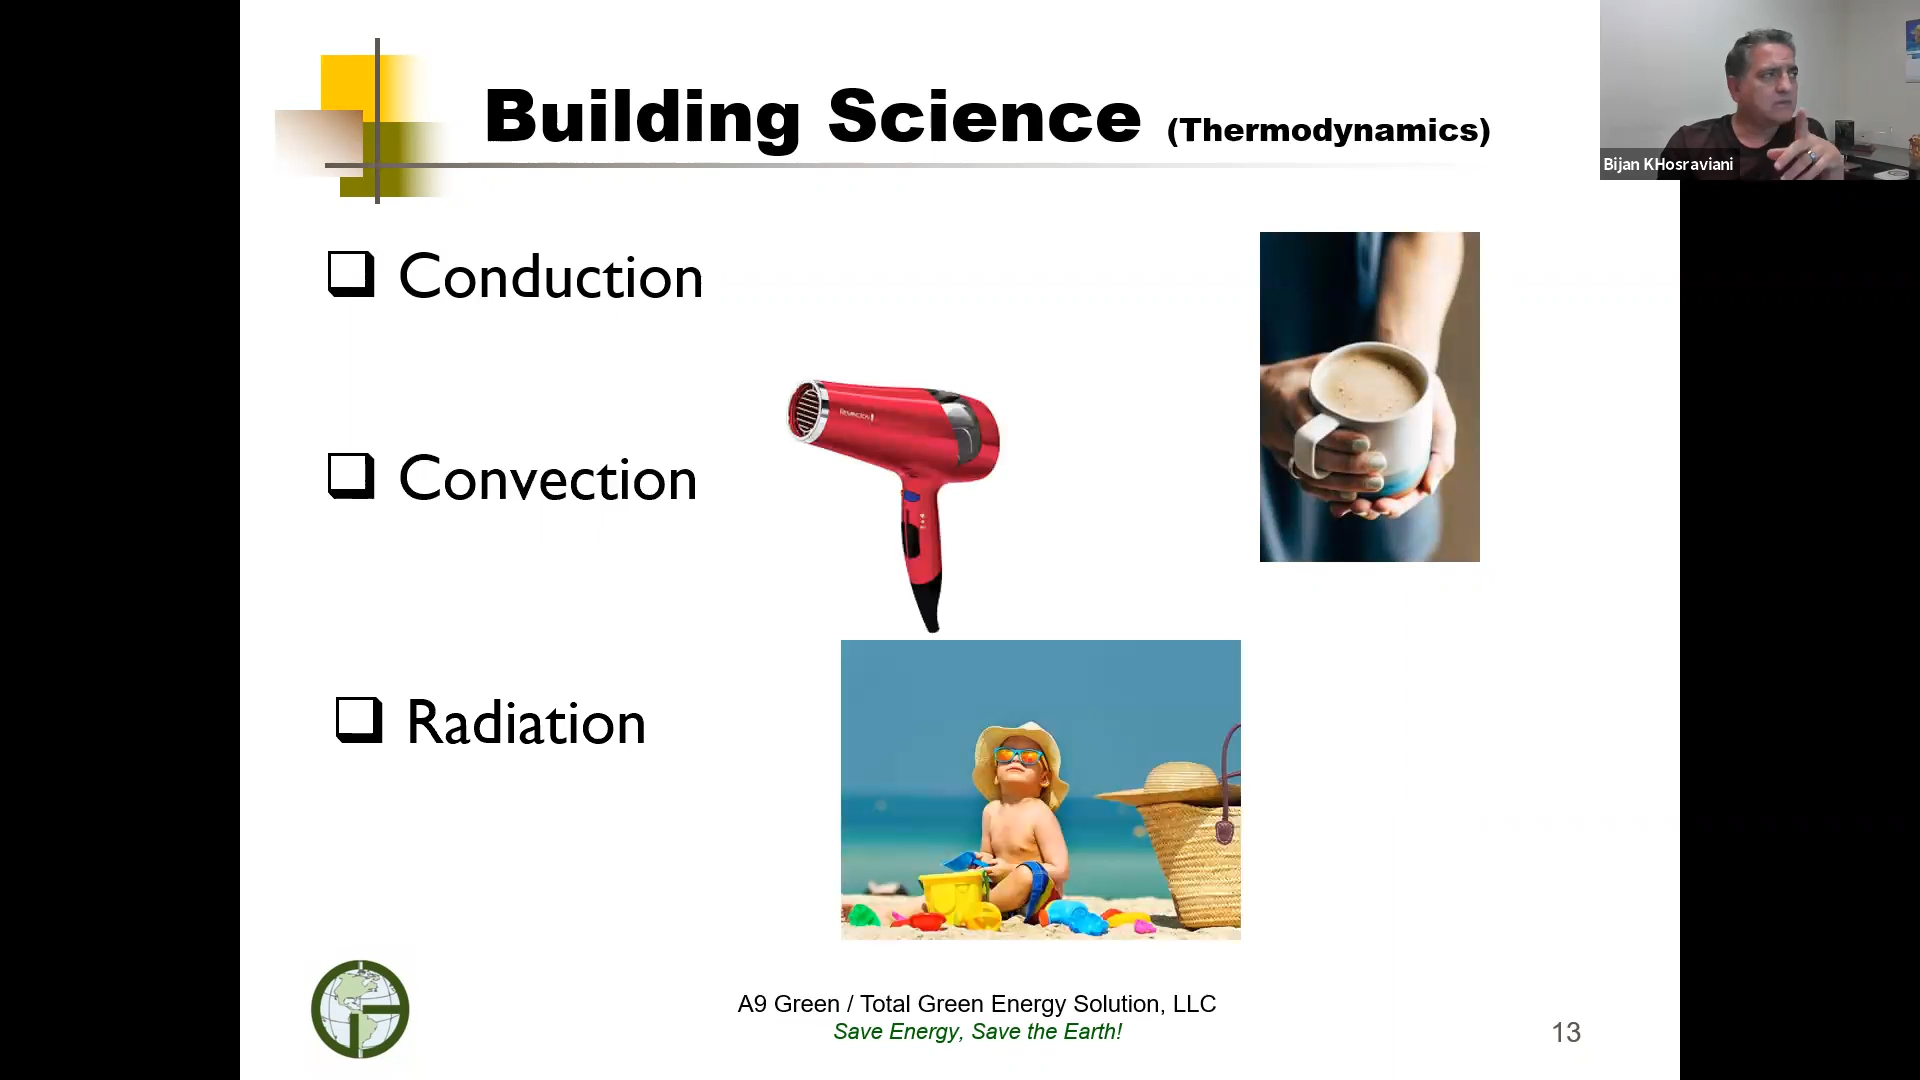 Building Science (Thermodynamics)
Bijan KHosraviani
Conduction
REMINGTON
Convection
Radiation
A9 Green / Total Green Energy Solution, LLC
Save Energy, Save the Earth!
13